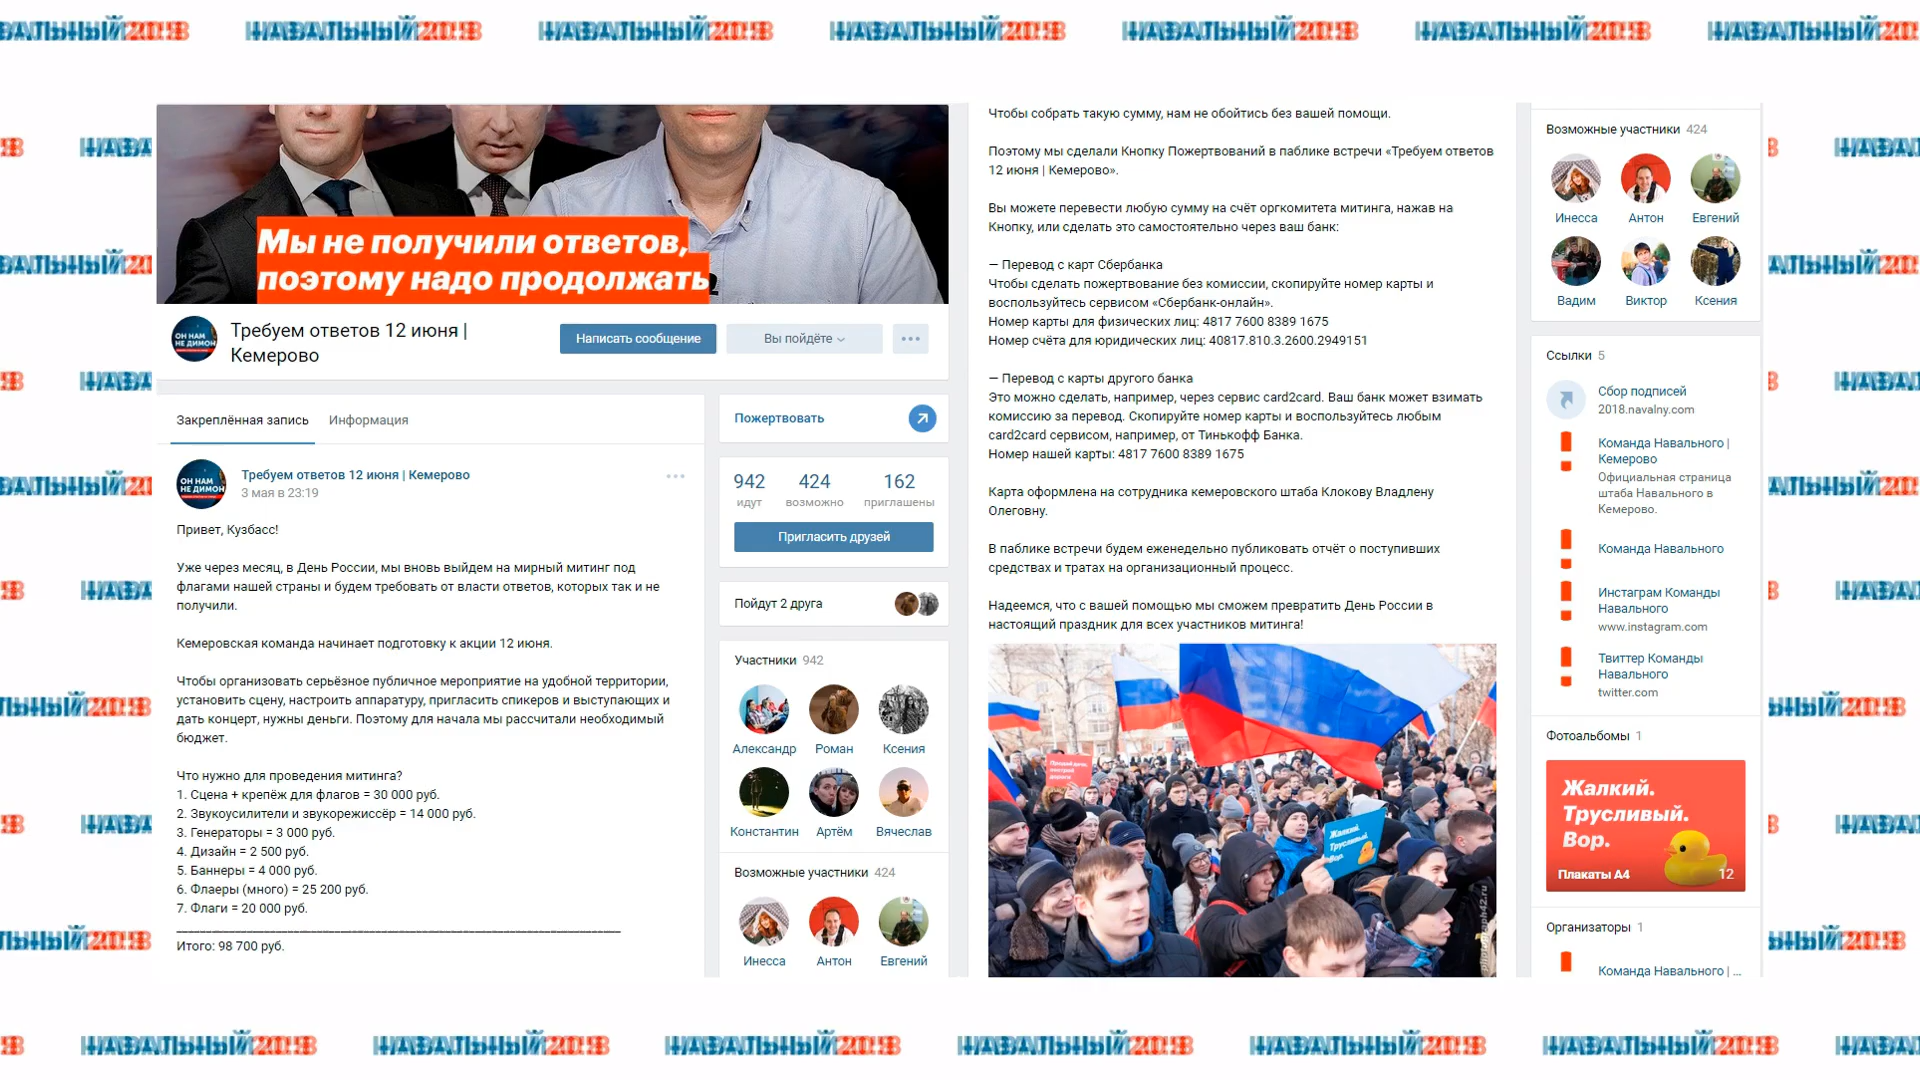 НАВАЛЬНЫЙ2018
Мы не получили ответов,
поэтому надо продолжать
ОН НАМ
НЕ ДИМОН
Требуем ответов 12 июня |
Кемерово
Написать сообщение
Вы пойдёте
Закреплённая запись
Информация
ОН НАМ
НЕ ДИМОН
Требуем ответов 12 июня | Кемерово
3 мая в 23:19
Привет, Кузбасс!
Уже через месяц, в День России, мы вновь выйдем на мирный митинг под
флагами нашей страны и будем требовать от власти ответов, которых так и не
получили.
Кемеровская команда начинает подготовку к акции 12 июня.
Чтобы организовать серьёзное публичное мероприятие на удобной территории,
установить сцену, настроить аппаратуру, пригласить спикеров и выступающих и
дать концерт, нужны деньги. Поэтому для начала мы рассчитали необходимый
бюджет.
Что нужно для проведения митинга?
1. Сцена + крепёж для флагов = 30 000 руб.
2. Звукоусилители и звукорежиссёр = 14 000 руб.
3. Генераторы = 3 000 руб.
4. Дизайн = 2 500 руб.
5. Баннеры = 4 000 руб.
6. Флаеры (много) = 25 200 руб.
7. Флаги = 20 000 руб.
Итого: 98 700 руб.
Пожертвовать
942 424 162
идут возможно приглашены
Пригласить друзей
Пойдут 2 друга
Участники 942
Александр Роман Ксения
Константин Артём Вячеслав
Возможные участники 424
Инесса Антон Евгений
Чтобы собрать такую сумму, нам не обойтись без вашей помощи.
Поэтому мы сделали Кнопку Пожертвований в паблике встречи «Требуем ответов
12 июня | Кемерово».
Вы можете перевести любую сумму на счёт оргкомитета митинга, нажав на
Кнопку, или сделать это самостоятельно через ваш банк:
— Перевод с карт Сбербанка
Чтобы сделать пожертвование без комиссии, скопируйте номер карты и
воспользуйтесь сервисом «Сбербанк-онлайн».
Номер карты для физических лиц: 4817 7600 8389 1675
Номер счёта для юридических лиц: 40817.810.3.2600.2949151
— Перевод с карты другого банка
Это можно сделать, например, через сервис card2card. Ваш банк может взимать
комиссию за перевод. Скопируйте номер карты и воспользуйтесь любым
card2card сервисом, например, от Тинькофф Банка.
Номер нашей карты: 4817 7600 8389 1675
Карта оформлена на сотрудника кемеровского штаба Клокову Владлену
Олеговну.
В паблике встречи будем еженедельно публиковать отчёт о поступивших
средствах и тратах на организационный процесс.
Надеемся, что с вашей помощью мы сможем превратить День России в
настоящий праздник для всех участников митинга!
Жалкий.
Трусливый.
Вор.
Возможные участники 424
Инесса Антон Евгений
Вадим Виктор Ксения
Ссылки 5
Сбор подписей
2018.navalny.com
Команда Навального |
Кемерово
Официальная страница
штаба Навального в
Кемерово.
Команда Навального
Инстаграм Команды
Навального
www.instagram.com
Твиттер Команды
Навального
twitter.com
Фотоальбомы 1
Жалкий.
Трусливый.
Вор.
Плакаты А4 12
Организаторы 1
Команда Навального | ...